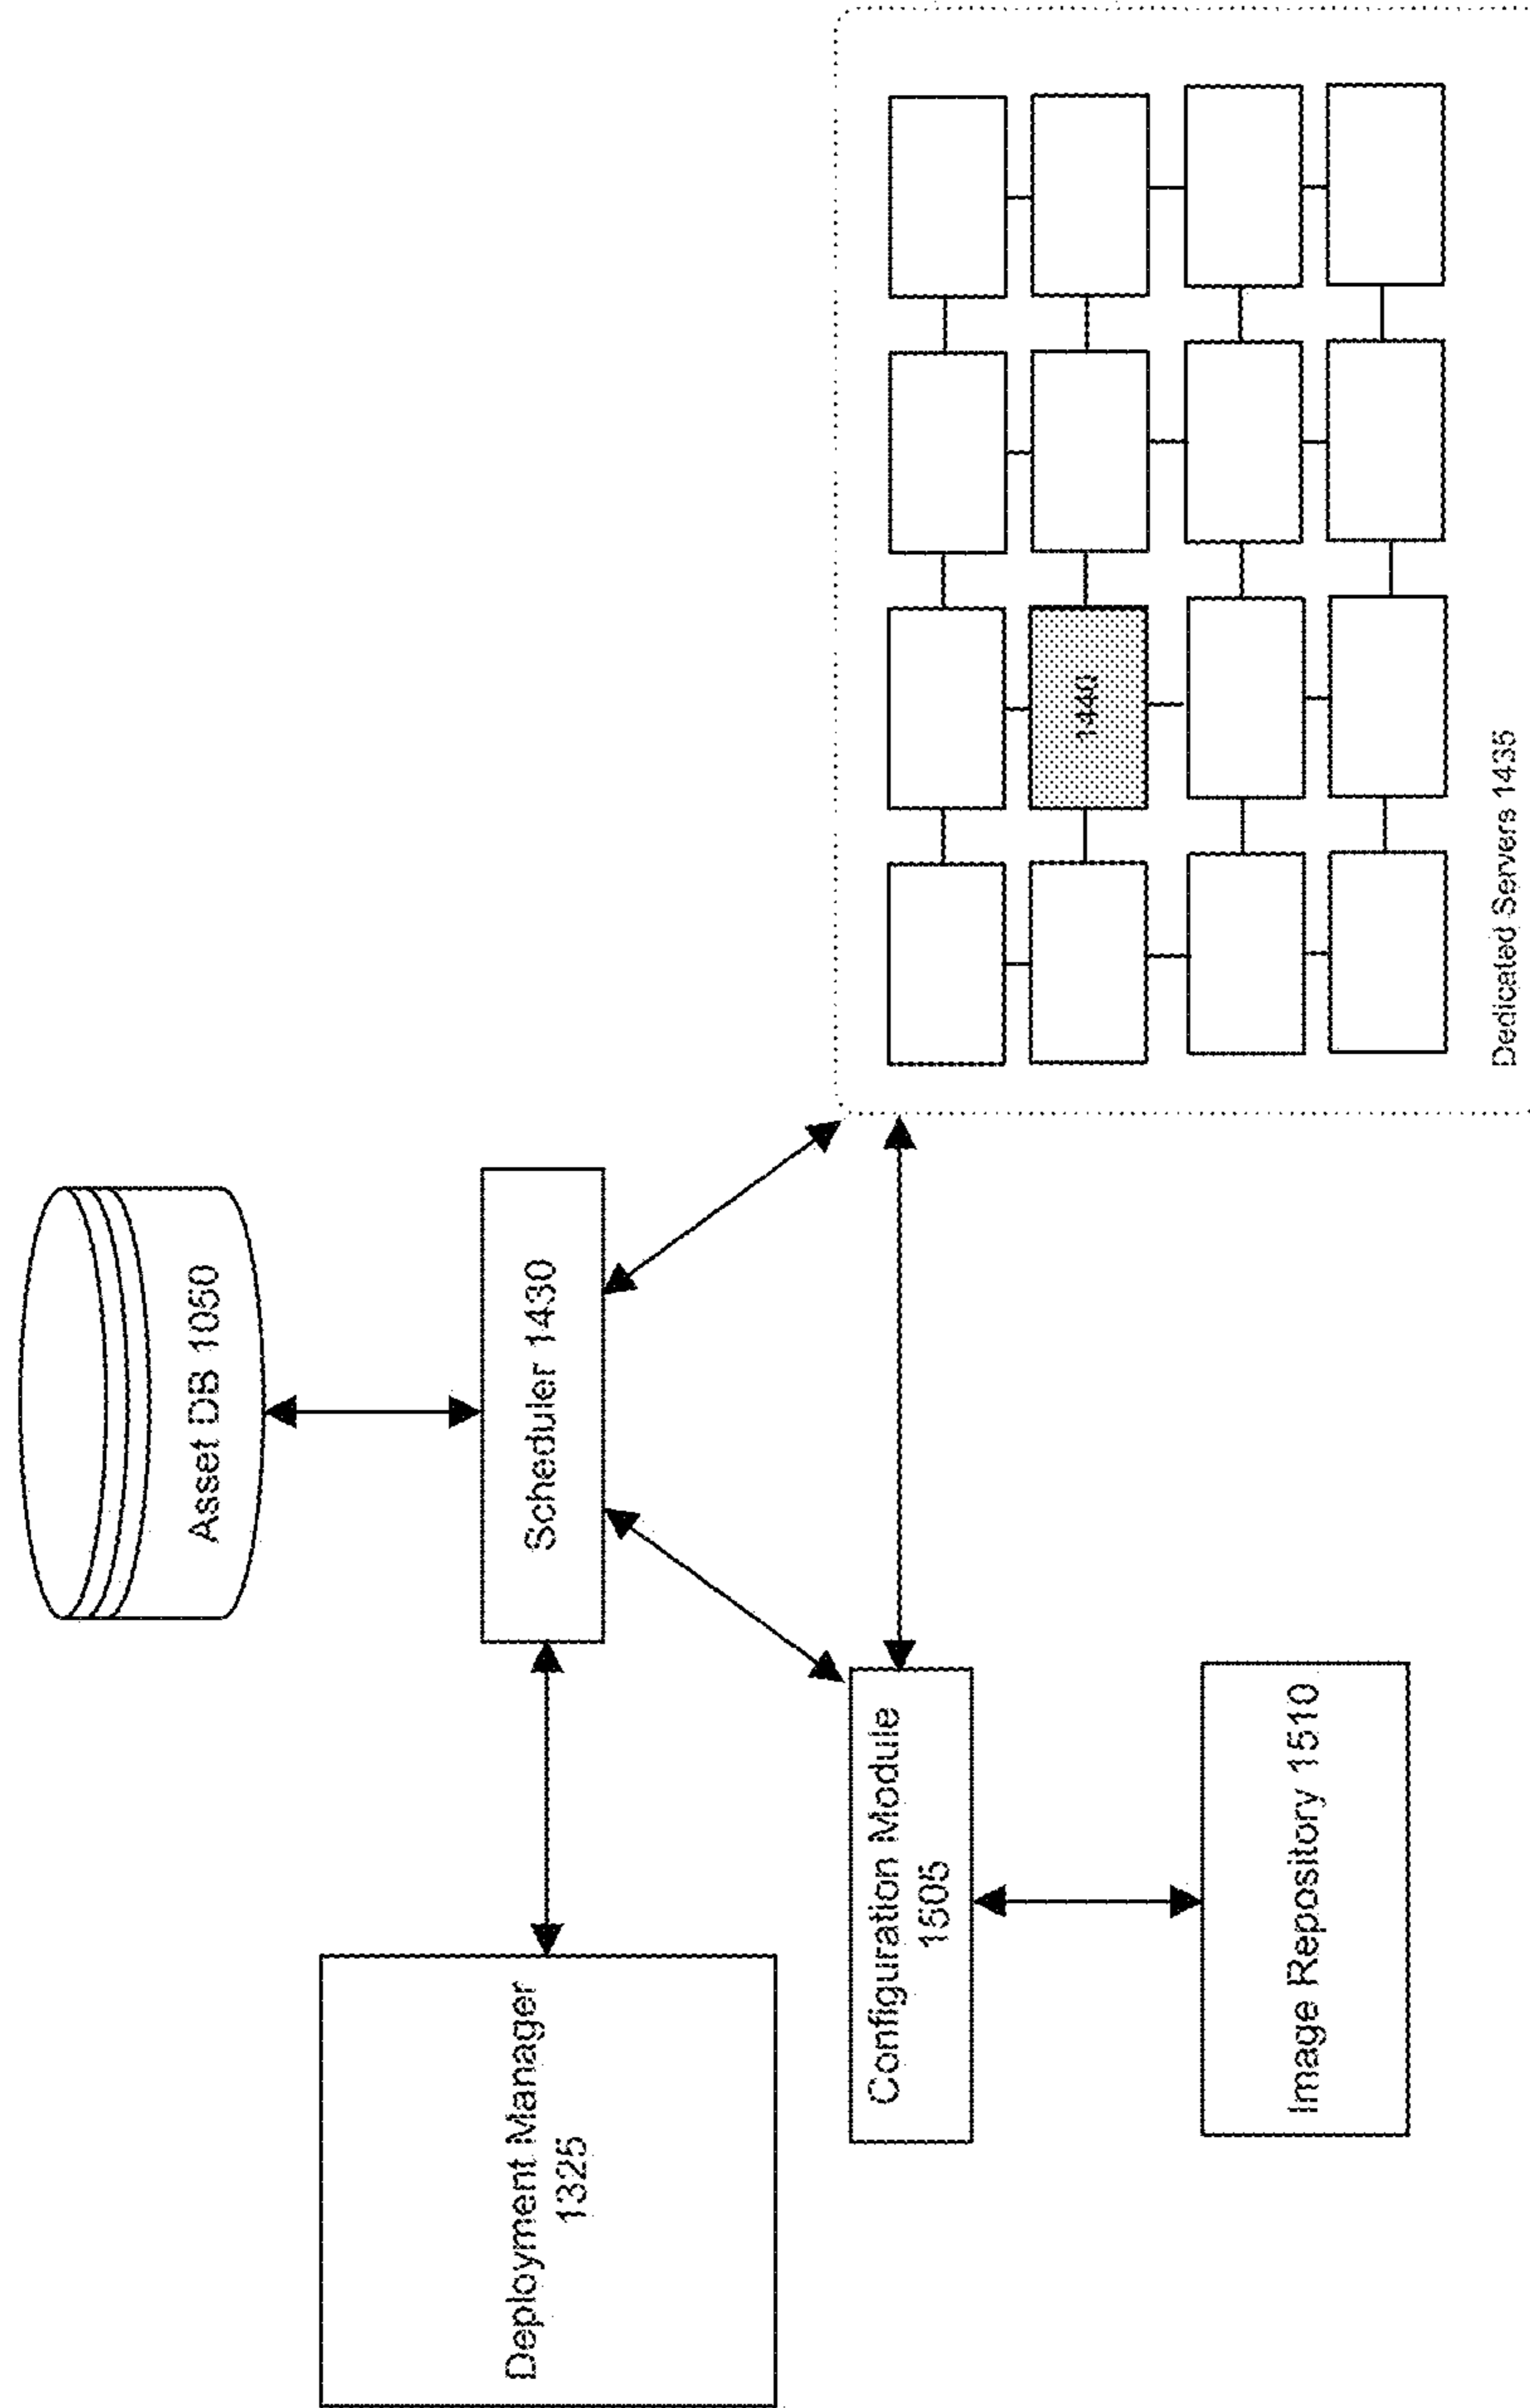 Asset DB 1050
Deployment Manager
1325
Scheduler 1430
Configuration Module
1505
1440
Image Repository 1510
Dedicated Servers 1435